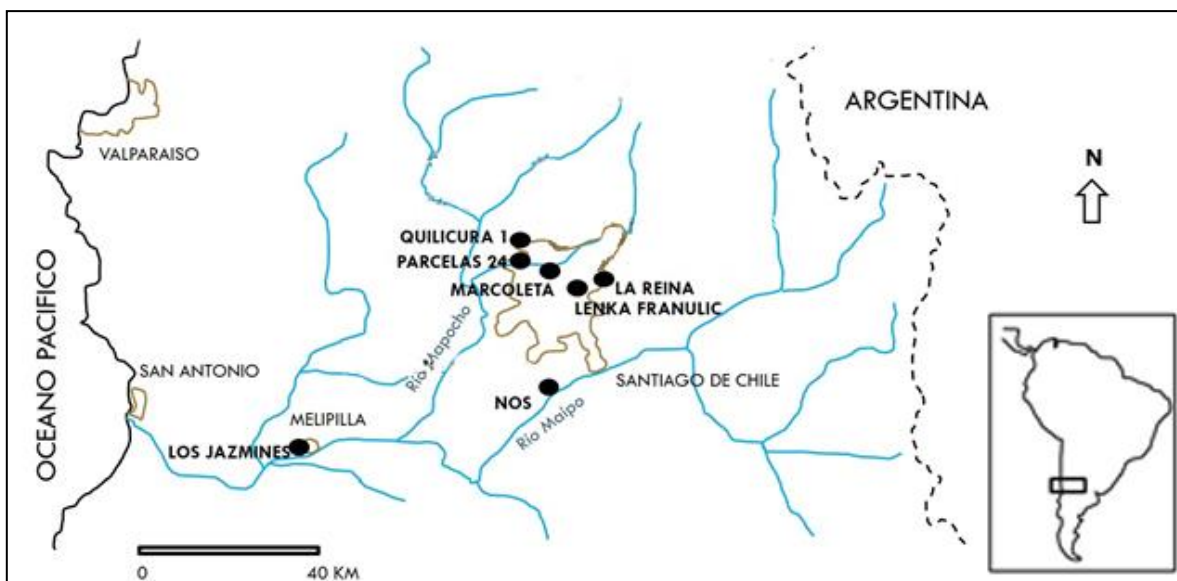 ARGENTINA
VALPARAISO
N
QUILICURA 1
PARCELAS 24
MARCOLETA
LA REINA
LENKA FRANULIC
OCEANO PACIFICO
Rio Mapocho
SAN ANTONIO
SANTIAGO DE CHILE
MELIPILLA
NOS
Rio Maipo
LOS JAZMINES
0 40 KM